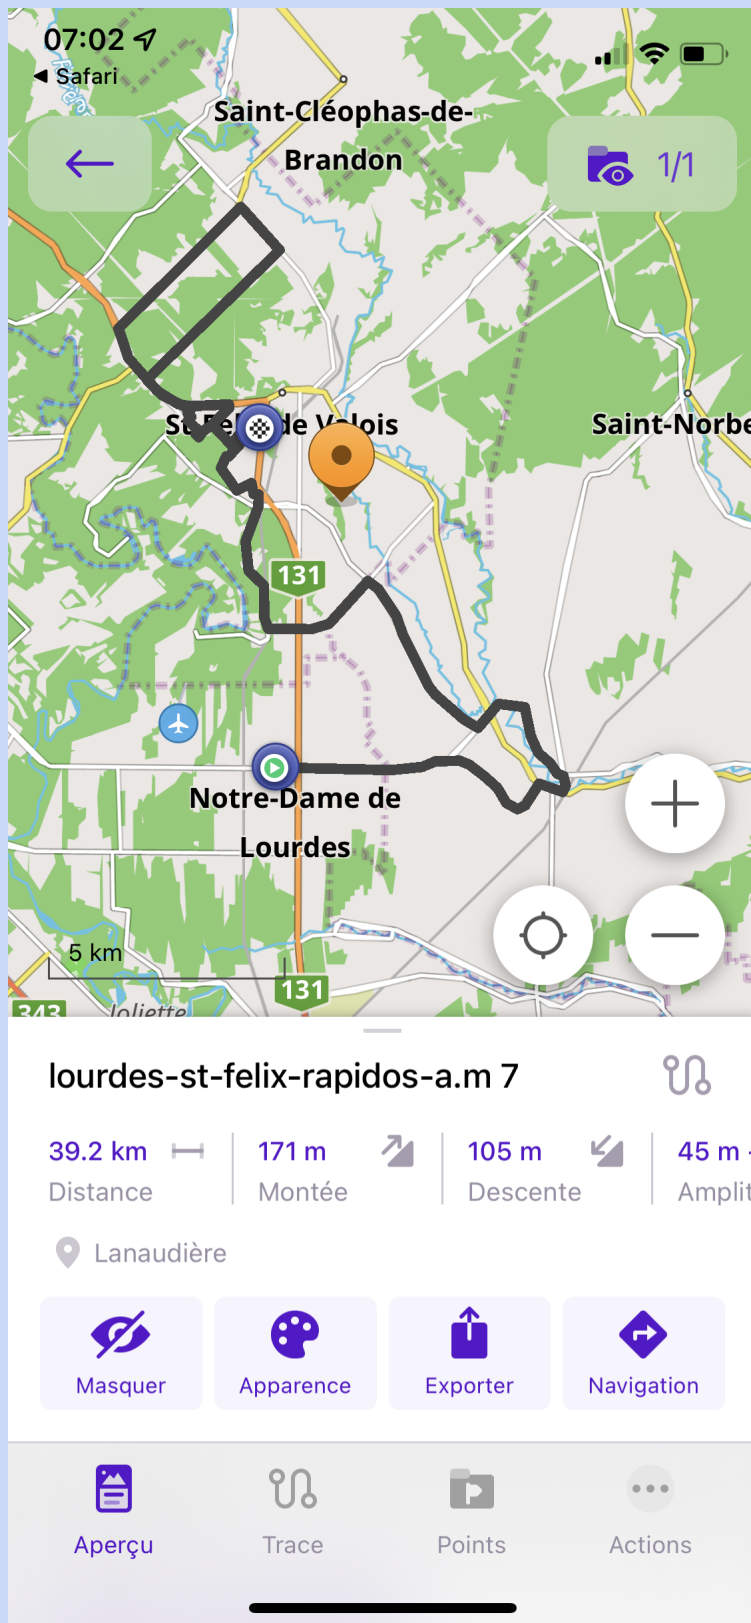 07:02
Safari
Saint-Cléophas-de-
Brandon
1/1
de Valois
Saint-Norbe
131
Notre-Dame de
Lourdes
5 km
131
343
Joliette
lourdes-st-felix-rapidos-a.m 7
39.2 km
171 m
105 m
45 m
Distance
Montée
Descente
Amplit
Lanaudière
Masquer
Apparence
Exporter
Navigation
Aperçu
Trace
Points
Actions